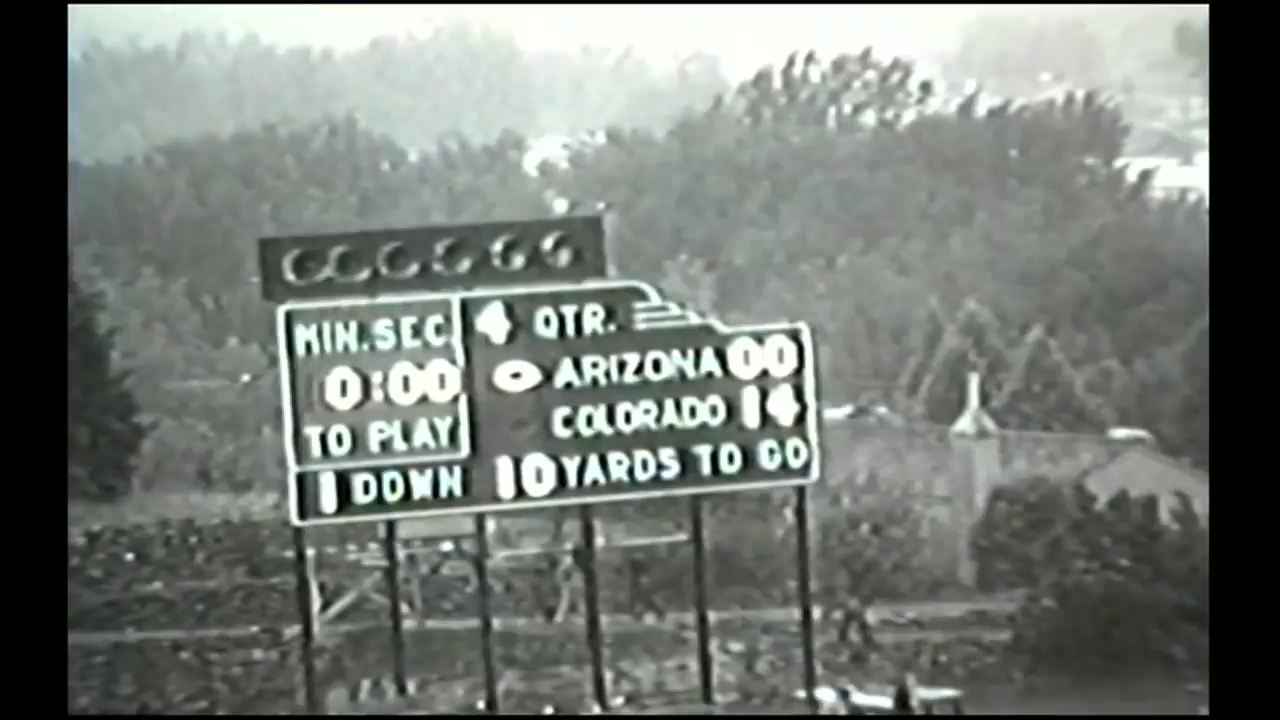 MIN. SEC.
4 QTR.
0:00
ARIZONA 00
TO PLAY
COLORADO 14
1 DOWN
10 YARDS TO GO